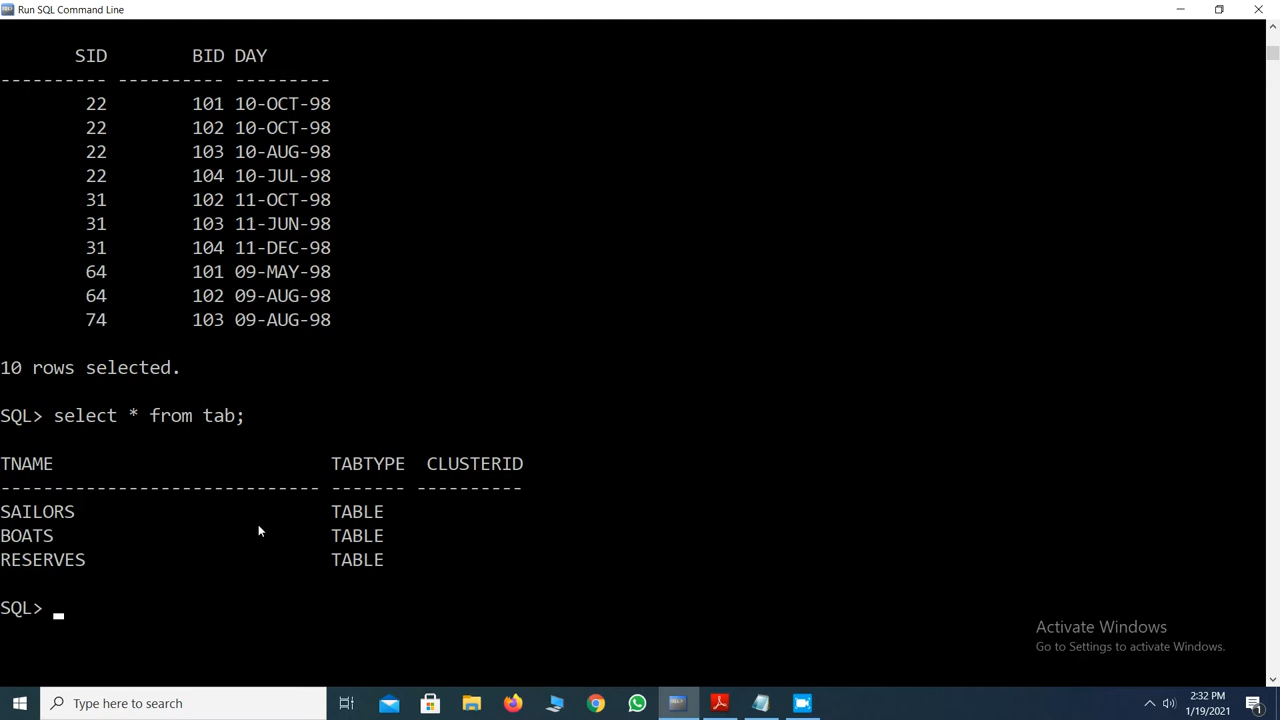 Run SQL Command Line
SID BID DAY
---------- ---------- ---------
22 101 10-OCT-98
22 102 10-OCT-98
22 103 10-AUG-98
22 104 10-JUL-98
31 102 11-OCT-98
31 103 11-JUN-98
31 104 11-DEC-98
64 101 09-MAY-98
64 102 09-AUG-98
74 103 09-AUG-98
10 rows selected.
SQL> select * from tab;
TNAME TABTYPE CLUSTERID
------------------------------ ------- ----------
SAILORS TABLE
BOATS TABLE
RESERVES TABLE
SQL>
Activate Windows
Go to Settings to activate Windows.
Type here to search
2:32 PM
1/19/2021
1